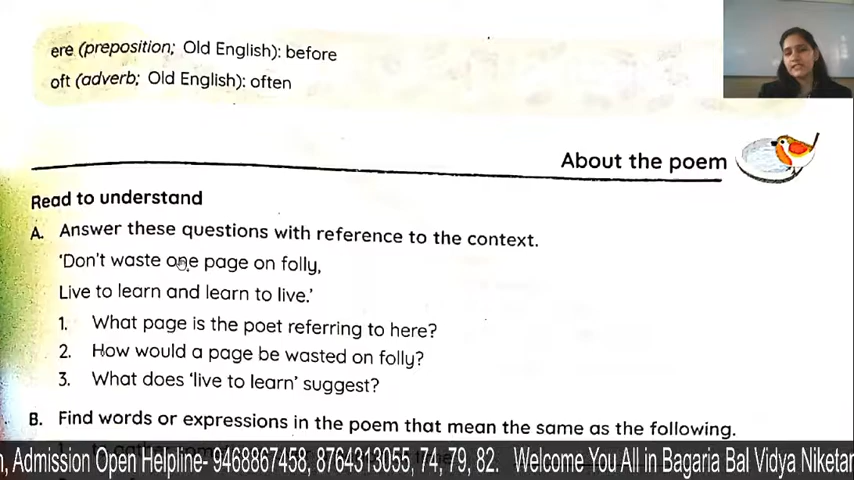 ere (preposition; Old English): before
oft (adverb; Old English): often
About the poem
Read to understand
A. Answer these questions with reference to the context.
'Don't waste one page on folly,
Live to learn and learn to live.'
1. What page is the poet referring to here?
2. How would a page be wasted on folly?
3. What does 'live to learn' suggest?
B. Find words or expressions in the poem that mean the same as the following.
, Admission Open Helpline- 9468867458, 8764313055, 74, 79, 82. Welcome You All in Bagaria Bal Vidya Niketan